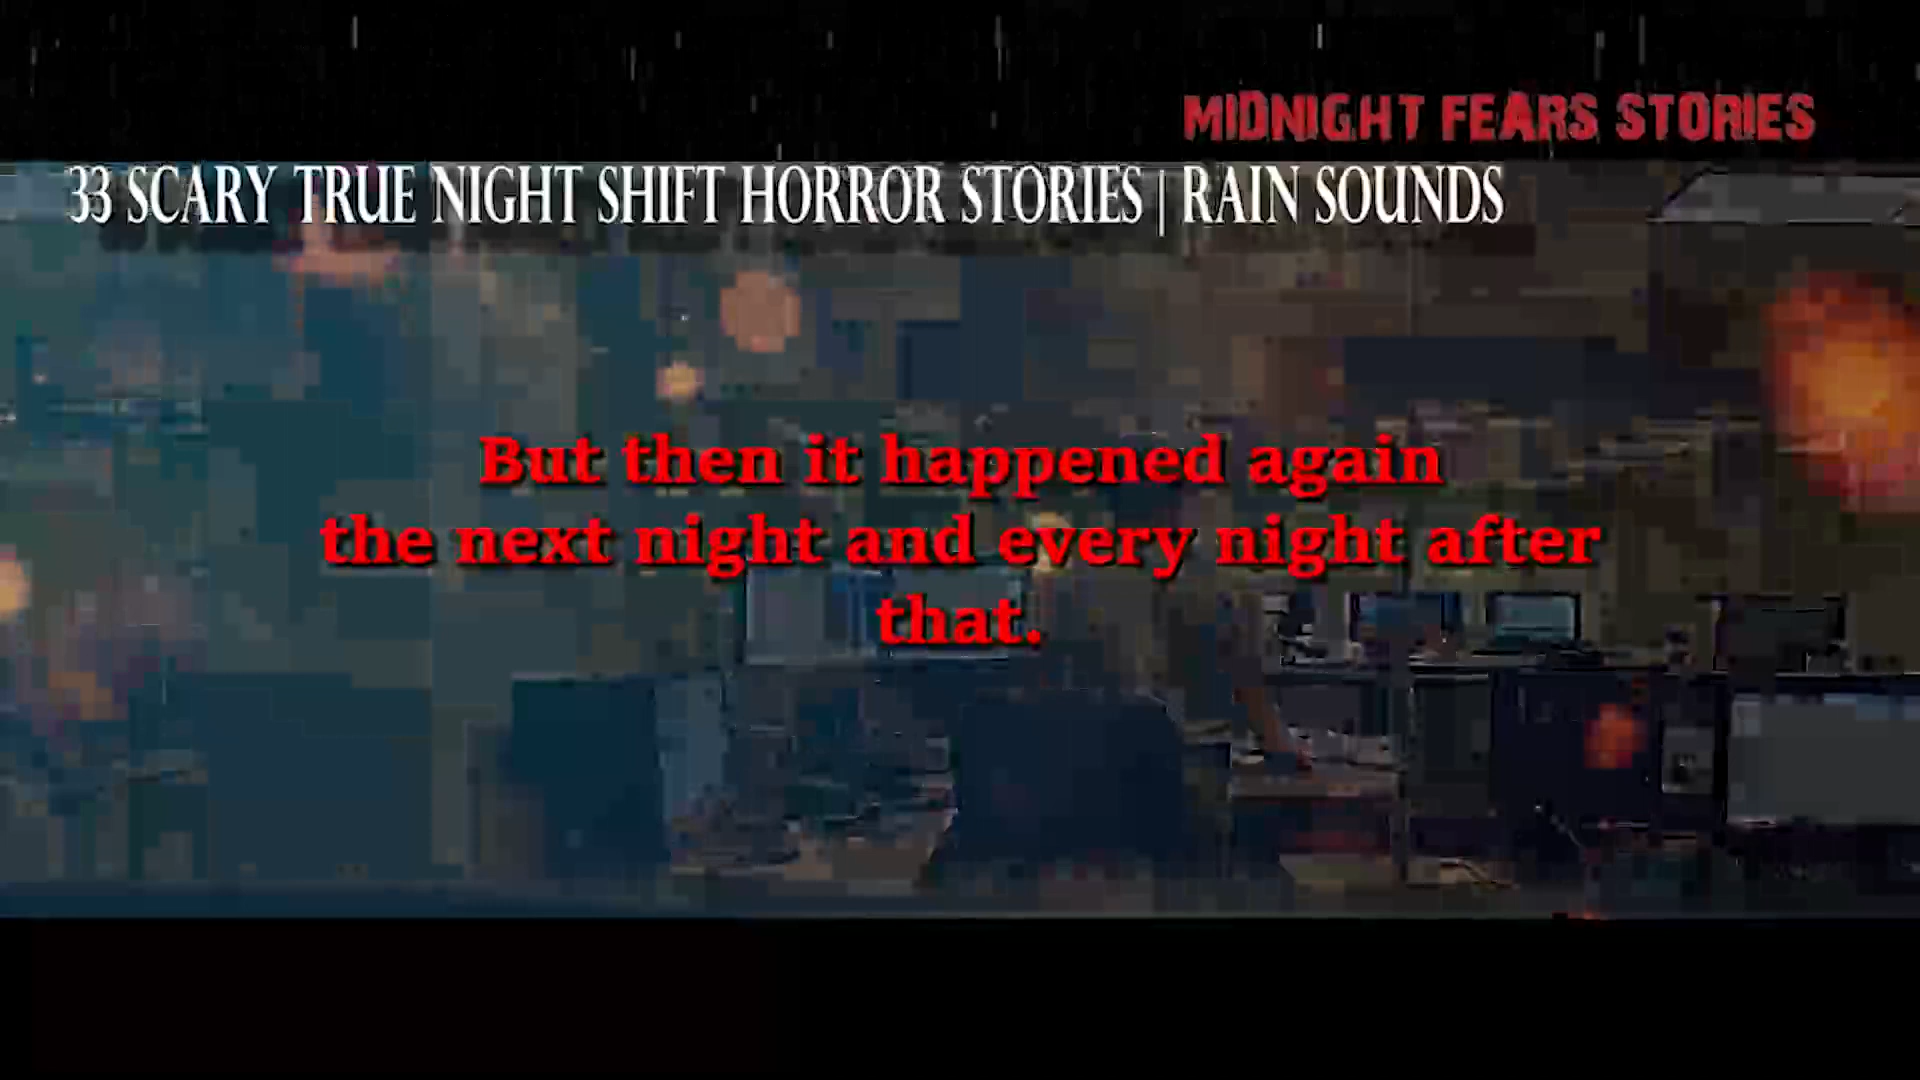 MIDNIGHT FEARS STORIES
33 SCARY TRUE NIGHT SHIFT HORROR STORIES | RAIN SOUNDS
But then it happened again
the next night and every night after
that.